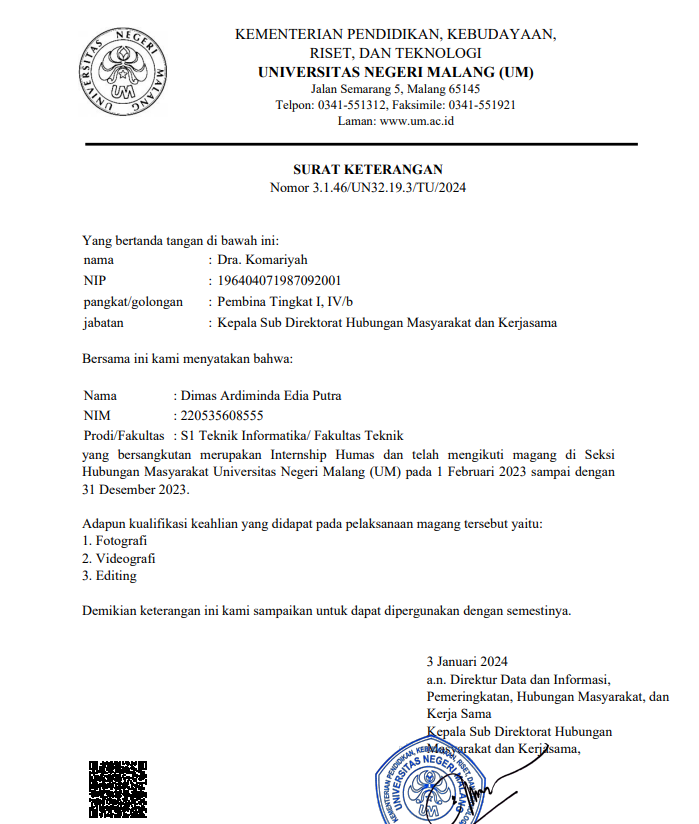 UNIVERSITAS NEGERI MALANG
UM
KEMENTERIAN PENDIDIKAN, KEBUDAYAAN,
RISET, DAN TEKNOLOGI
UNIVERSITAS NEGERI MALANG (UM)
Jalan Semarang 5, Malang 65145
Telpon: 0341-551312, Faksimile: 0341-551921
Laman: www.um.ac.id
SURAT KETERANGAN
Nomor 3.1.46/UN32.19.3/TU/2024
Yang bertanda tangan di bawah ini:
nama : Dra. Komariyah
NIP : 196404071987092001
pangkat/golongan : Pembina Tingkat I, IV/b
jabatan : Kepala Sub Direktorat Hubungan Masyarakat dan Kerjasama
Bersama ini kami menyatakan bahwa:
Nama : Dimas Ardiminda Edia Putra
NIM : 220535608555
Prodi/Fakultas : S1 Teknik Informatika/ Fakultas Teknik
yang bersangkutan merupakan Internship Humas dan telah mengikuti magang di Seksi
Hubungan Masyarakat Universitas Negeri Malang (UM) pada 1 Februari 2023 sampai dengan
31 Desember 2023.
Adapun kualifikasi keahlian yang didapat pada pelaksanaan magang tersebut yaitu:
1. Fotografi
2. Videografi
3. Editing
Demikian keterangan ini kami sampaikan untuk dapat dipergunakan dengan semestinya.
3 Januari 2024
a.n. Direktur Data dan Informasi,
Pemeringkatan, Hubungan Masyarakat, dan
Kerja Sama
Kepala Sub Direktorat Hubungan
Masyarakat dan Kerjasama,
KEMENTERIAN PENDIDIKAN, KEBUDAYAAN, RISET, DAN
UNIVERSITAS NEGERI MALANG